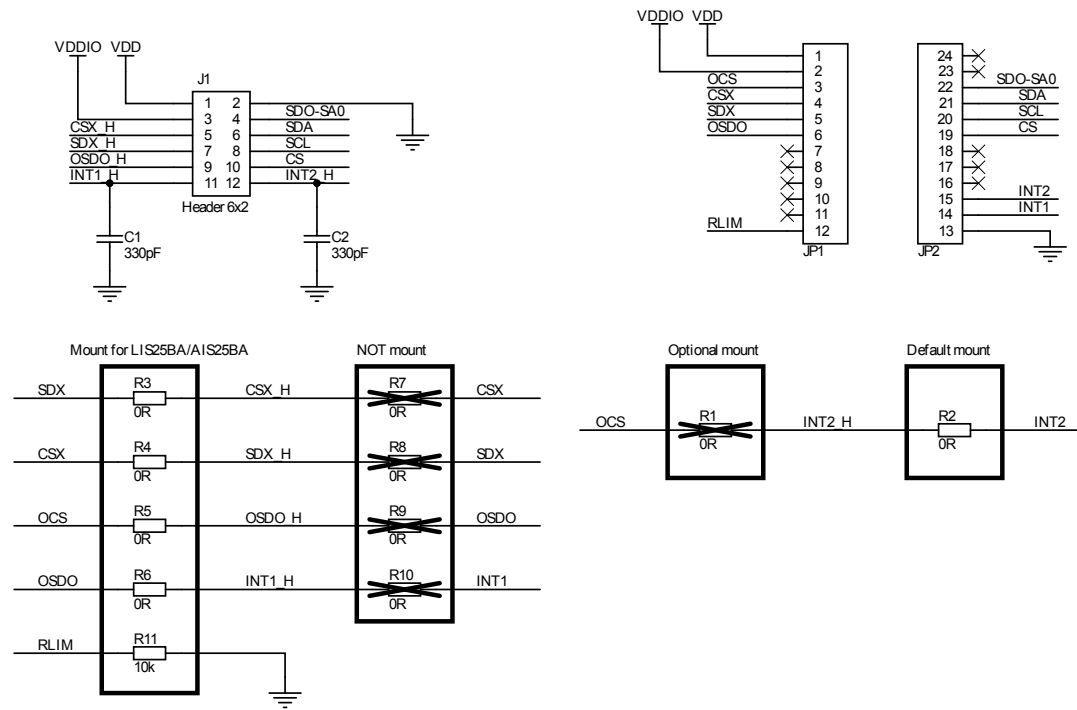 VDDIO VDD
J1
1 2
3 4 SDO-SA0
CSX_H 5 6 SDA
SDX_H 7 8 SCL
OSDO_H 9 10 CS
INT1_H 11 12 INT2_H
Header 6x2
C1
330pF
C2
330pF
VDDIO VDD
1
2
OCS 3
CSX 4
SDX 5
OSDO 6
7
8
9
10
11
RLIM 12
JP1
24
23
22 SDO-SA0
21 SDA
20 SCL
19 CS
18
17
16
15 INT2
14 INT1
13
JP2
Mount for LIS25BA/AIS25BA
NOT mount
SDX R3 CSX_H R7 CSX
0R 0R
CSX R4 SDX_H R8 SDX
0R 0R
OCS R5 OSDO_H R9 OSDO
0R 0R
OSDO R6 INT1_H R10 INT1
0R 0R
RLIM R11
10k
Optional mount
Default mount
OCS R1 INT2_H R2 INT2
0R 0R